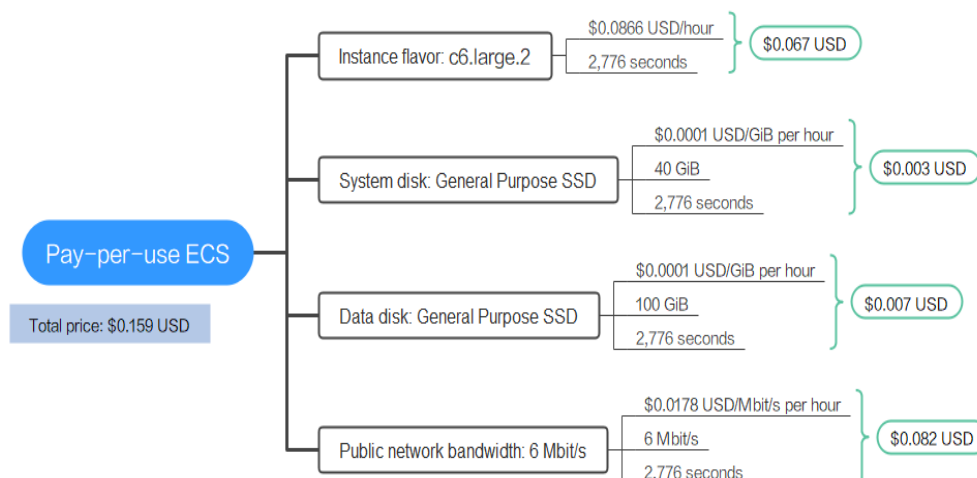 Pay-per-use ECS
Total price: $0.159 USD
Instance flavor: c6.large.2
$0.0866 USD/hour
2,776 seconds
$0.067 USD
System disk: General Purpose SSD
$0.0001 USD/GiB per hour
40 GiB
2,776 seconds
$0.003 USD
Data disk: General Purpose SSD
$0.0001 USD/GiB per hour
100 GiB
2,776 seconds
$0.007 USD
Public network bandwidth: 6 Mbit/s
$0.0178 USD/Mbit/s per hour
6 Mbit/s
2,776 seconds
$0.082 USD